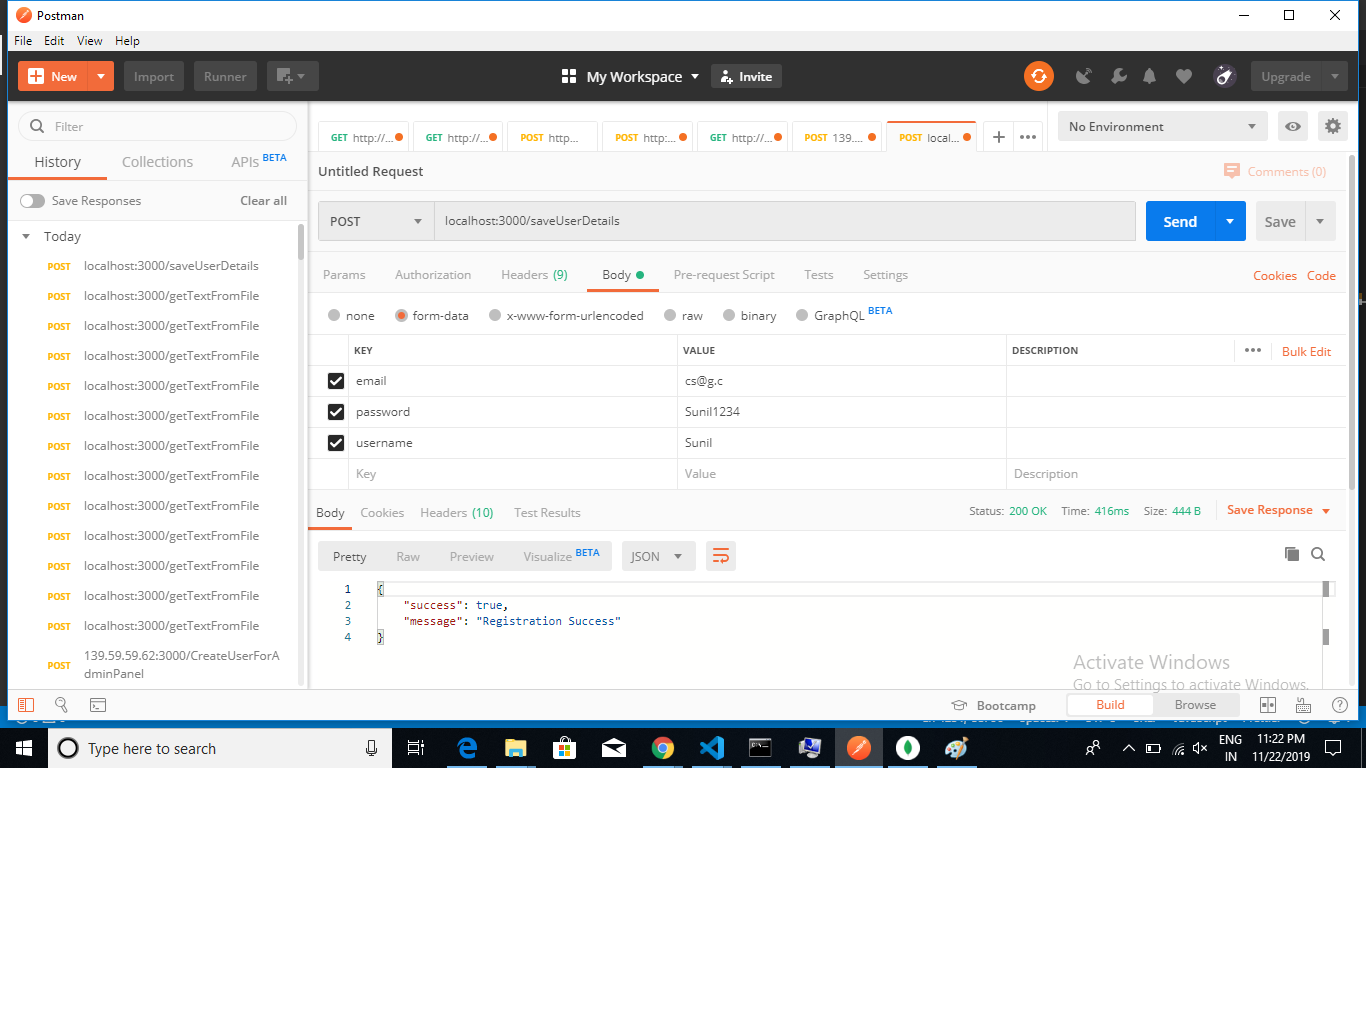 Postman
File Edit View Help
New Import Runner My Workspace Invite Upgrade
Filter
History Collections APIs BETA
Save Responses Clear all
Today
POST localhost:3000/saveUserDetails
POST localhost:3000/getTextFromFile
POST localhost:3000/getTextFromFile
POST localhost:3000/getTextFromFile
POST localhost:3000/getTextFromFile
POST localhost:3000/getTextFromFile
POST localhost:3000/getTextFromFile
POST localhost:3000/getTextFromFile
POST localhost:3000/getTextFromFile
POST localhost:3000/getTextFromFile
POST localhost:3000/getTextFromFile
POST localhost:3000/getTextFromFile
POST localhost:3000/getTextFromFile
POST 139.59.59.62:3000/CreateUserForA
dminPanel
GET http://... GET http://... POST http... POST http:... GET http://... POST 139.... POST local... No Environment
Untitled Request Comments (0)
POST localhost:3000/saveUserDetails Send Save
Params Authorization Headers (9) Body Pre-request Script Tests Settings Cookies Code
none form-data x-www-form-urlencoded raw binary GraphQL BETA
KEY VALUE DESCRIPTION Bulk Edit
email cs@g.c
password Sunil1234
username Sunil
Key Value Description
Body Cookies Headers (10) Test Results Status: 200 OK Time: 416ms Size: 444 B Save Response
Pretty Raw Preview Visualize BETA JSON
1 {
2 "success": true,
3 "message": "Registration Success"
4 }
Activate Windows
Go to Settings to activate Windows.
Bootcamp Build Browse
Type here to search ENG 11:22 PM
IN 11/22/2019